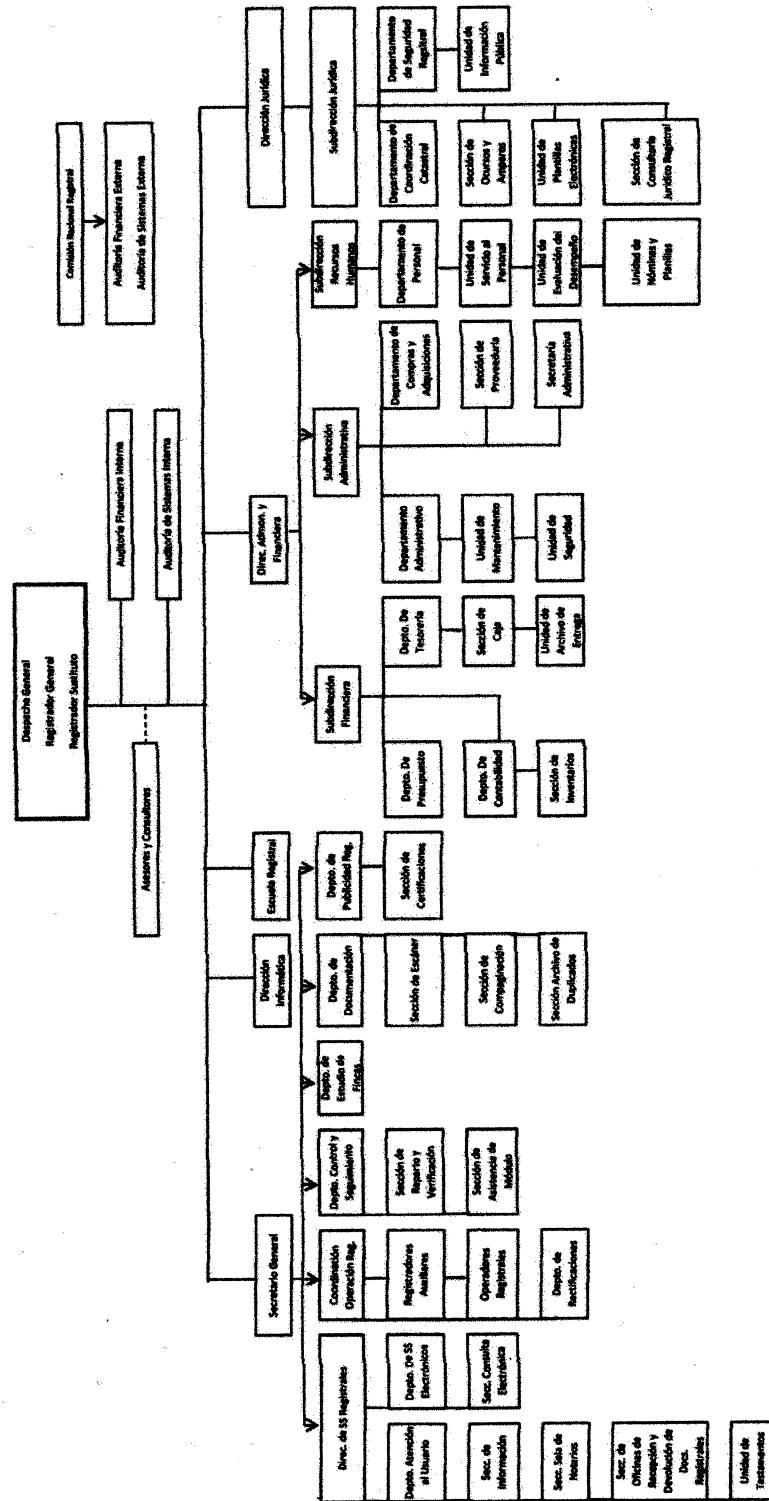 Comisión Nacional Registral
Auditoría Financiera Externa
Auditoría de Sistemas Externa
Despacho General
Registrador General
Registrador Sustituto
Auditoría Financiera Interna
Auditoría de Sistemas Interna
Asesores y Consultores
Secretario General
Dirección
Informática
Escuela Registral
Direc. Admon. y
Financiera
Dirección Jurídica
Direc. de SS Registrales
Coordinación
Operación Reg.
Depto. Control y
Seguimiento
Depto. de
Estudio de
Fincas
Depto. de
Documentación
Depto. de
Publicidad Reg.
Subdirección
Financiera
Subdirección
Administrativa
Subdirección
Recursos
Humanos
Subdirección Jurídica
Depto. Atención
al Usuario
Depto. De SS
Electrónicos
Registradores
Auxiliares
Sección de
Reparto y
Verificación
Sección de Escáner
Sección de
Certificaciones
Depto. De
Presupuesto
Depto. De
Tesorería
Departamento
Administrativo
Departamento de
Compras y
Adquisiciones
Departamento de
Personal
Departamento de
Coordinación
Catastral
Departamento
de Seguridad
Registral
Secc. de
Información
Secc. Consulta
Electrónica
Operadores
Registrales
Sección de
Asistencia de
Módulo
Sección de
Compaginación
Depto. De
Contabilidad
Sección de
Caja
Unidad de
Mantenimiento
Sección de
Proveeduría
Unidad de
Servicio al
Personal
Sección de
Ocursos y
Amparos
Unidad de
Información
Pública
Secc. Sala de
Notarios
Depto. de
Rectificaciones
Sección Archivo de
Duplicados
Sección de
Inventarios
Unidad de
Archivo de
Entrega
Unidad de
Seguridad
Secretaría
Administrativa
Unidad de
Evaluación del
Desempeño
Unidad de
Plantillas
Electrónicas
Secc. de
Oficinas de
Recepción y
Devolución de
Docs.
Registrales
Unidad de
Nóminas y
Planillas
Sección de
Consultoría
Jurídico Registral
Unidad de
Testamentos